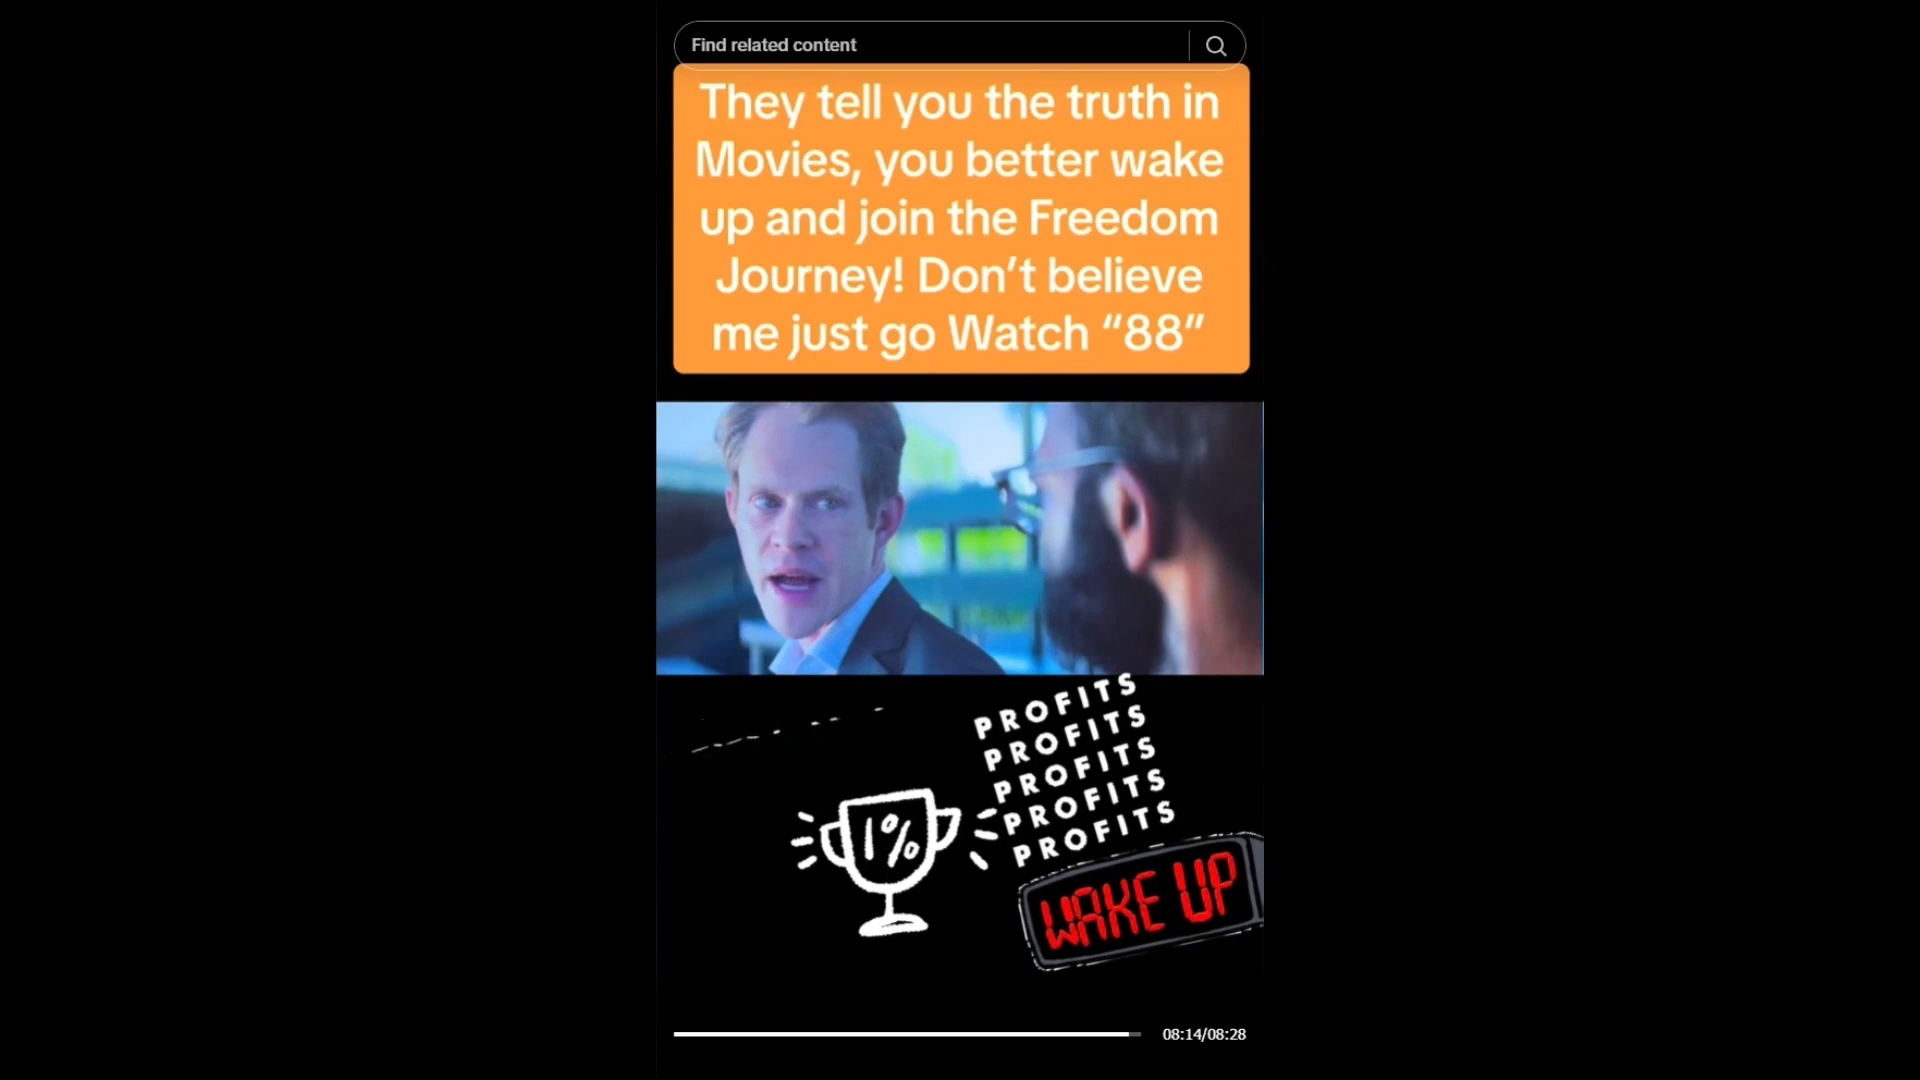 Find related content
They tell you the truth in
Movies, you better wake
up and join the Freedom
Journey! Don’t believe
me just go Watch “88”
PROFITS
PROFITS
PROFITS
PROFITS
PROFITS
1%
WAKE UP
08:14/08:28